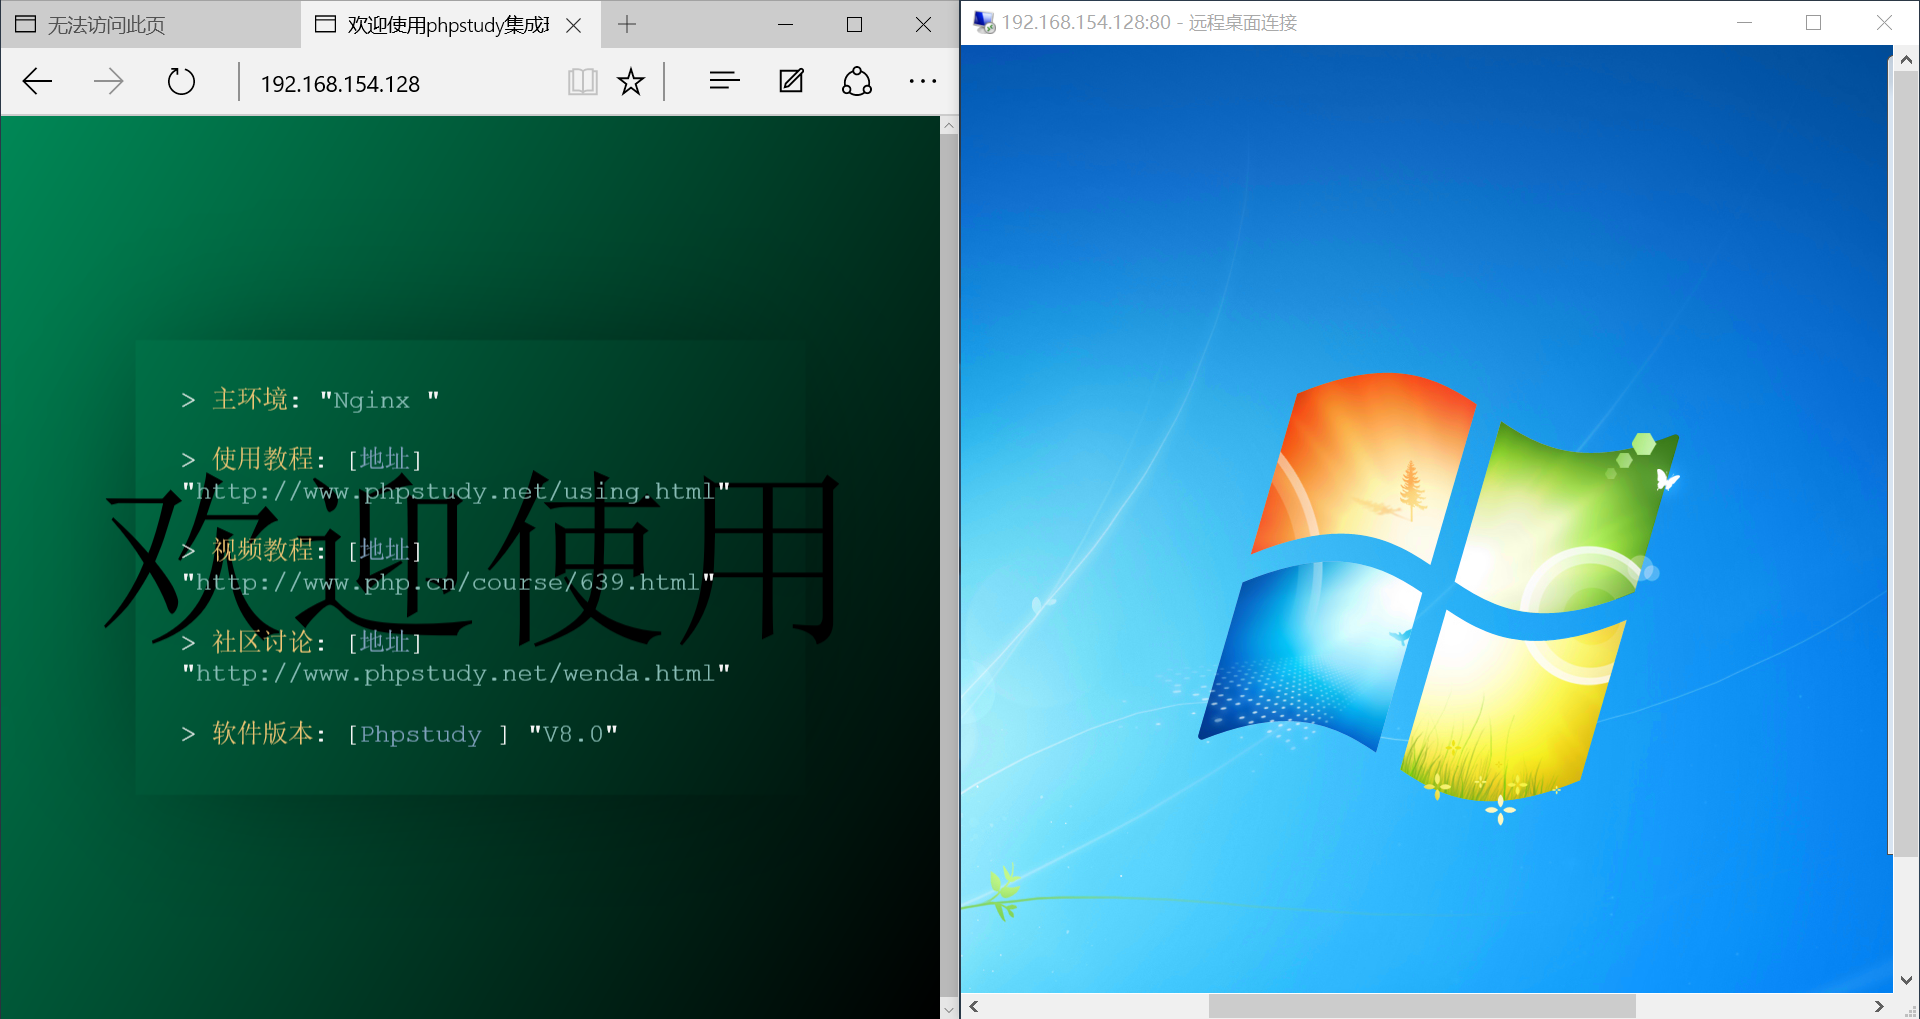 无法访问此页
欢迎使用phpstudy集成
192.168.154.128
> 主环境: "Nginx "
> 使用教程: [地址]
"http://www.phpstudy.net/using.html"
> 视频教程: [地址]
"http://www.php.cn/course/639.html"
> 社区讨论: [地址]
"http://www.phpstudy.net/wenda.html"
> 软件版本: [Phpstudy ] "V8.0"
欢迎使用
192.168.154.128:80 - 远程桌面连接